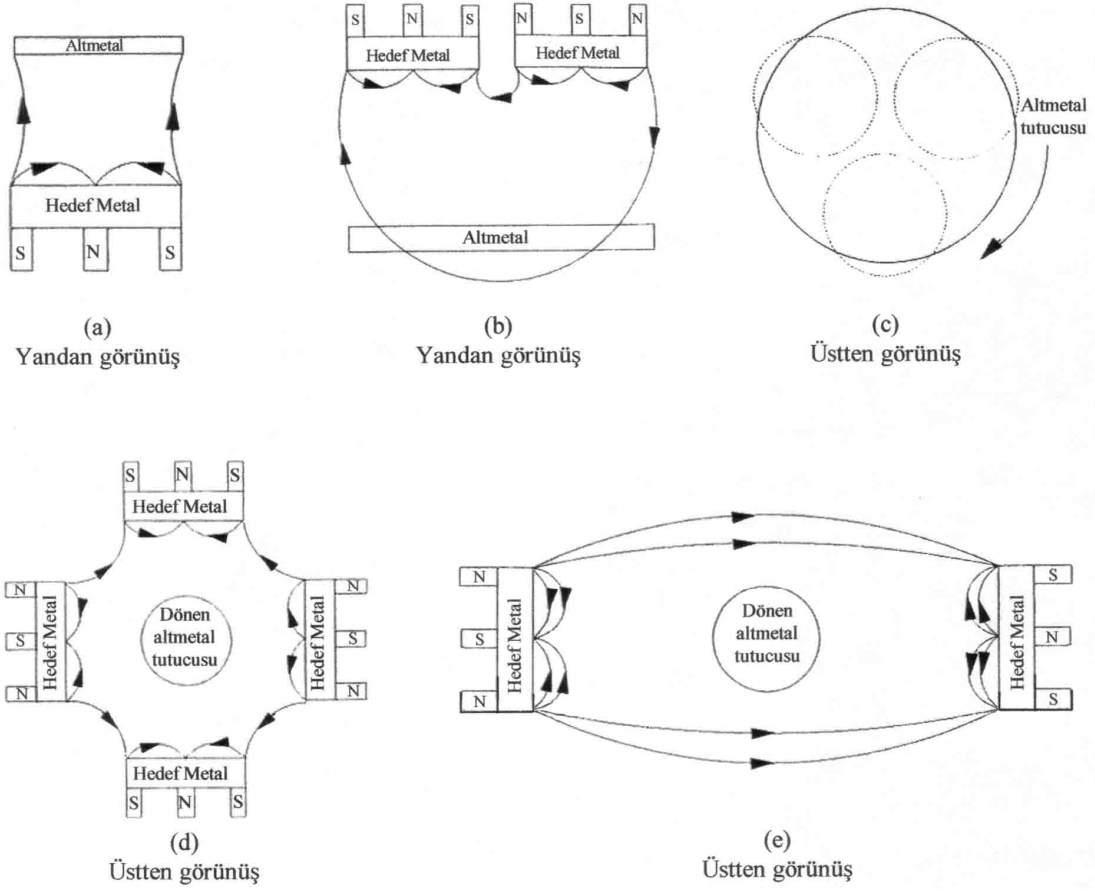 Altmetal
Hedef Metal
S N S
(a)
Yandan görünüş
S N S N S N
Hedef Metal Hedef Metal
Altmetal
(b)
Yandan görünüş
Altmetal
tutucusu
(c)
Üstten görünüş
S N S
Hedef Metal
N
S
N
Hedef Metal
Dönen
altmetal
tutucusu
Hedef Metal
N
S
N
Hedef Metal
S N S
(d)
Üstten görünüş
N
S
N
Hedef Metal
Dönen
altmetal
tutucusu
Hedef Metal
S
N
S
(e)
Üstten görünüş